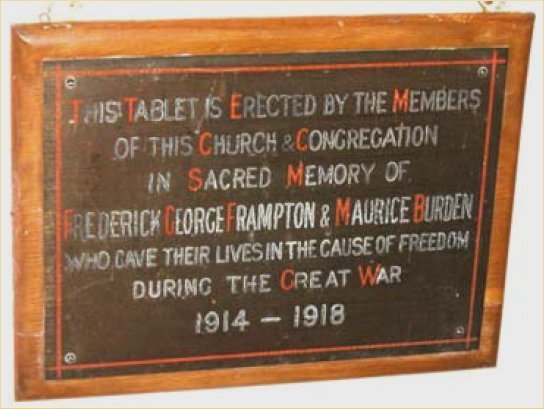 THIS TABLET IS ERECTED BY THE MEMBERS
OF THIS CHURCH & CONGREGATION
IN SACRED MEMORY OF
FREDERICK GEORGE FRAMPTON & MAURICE BURDEN
WHO GAVE THEIR LIVES IN THE CAUSE OF FREEDOM
DURING THE GREAT WAR
1914 – 1918